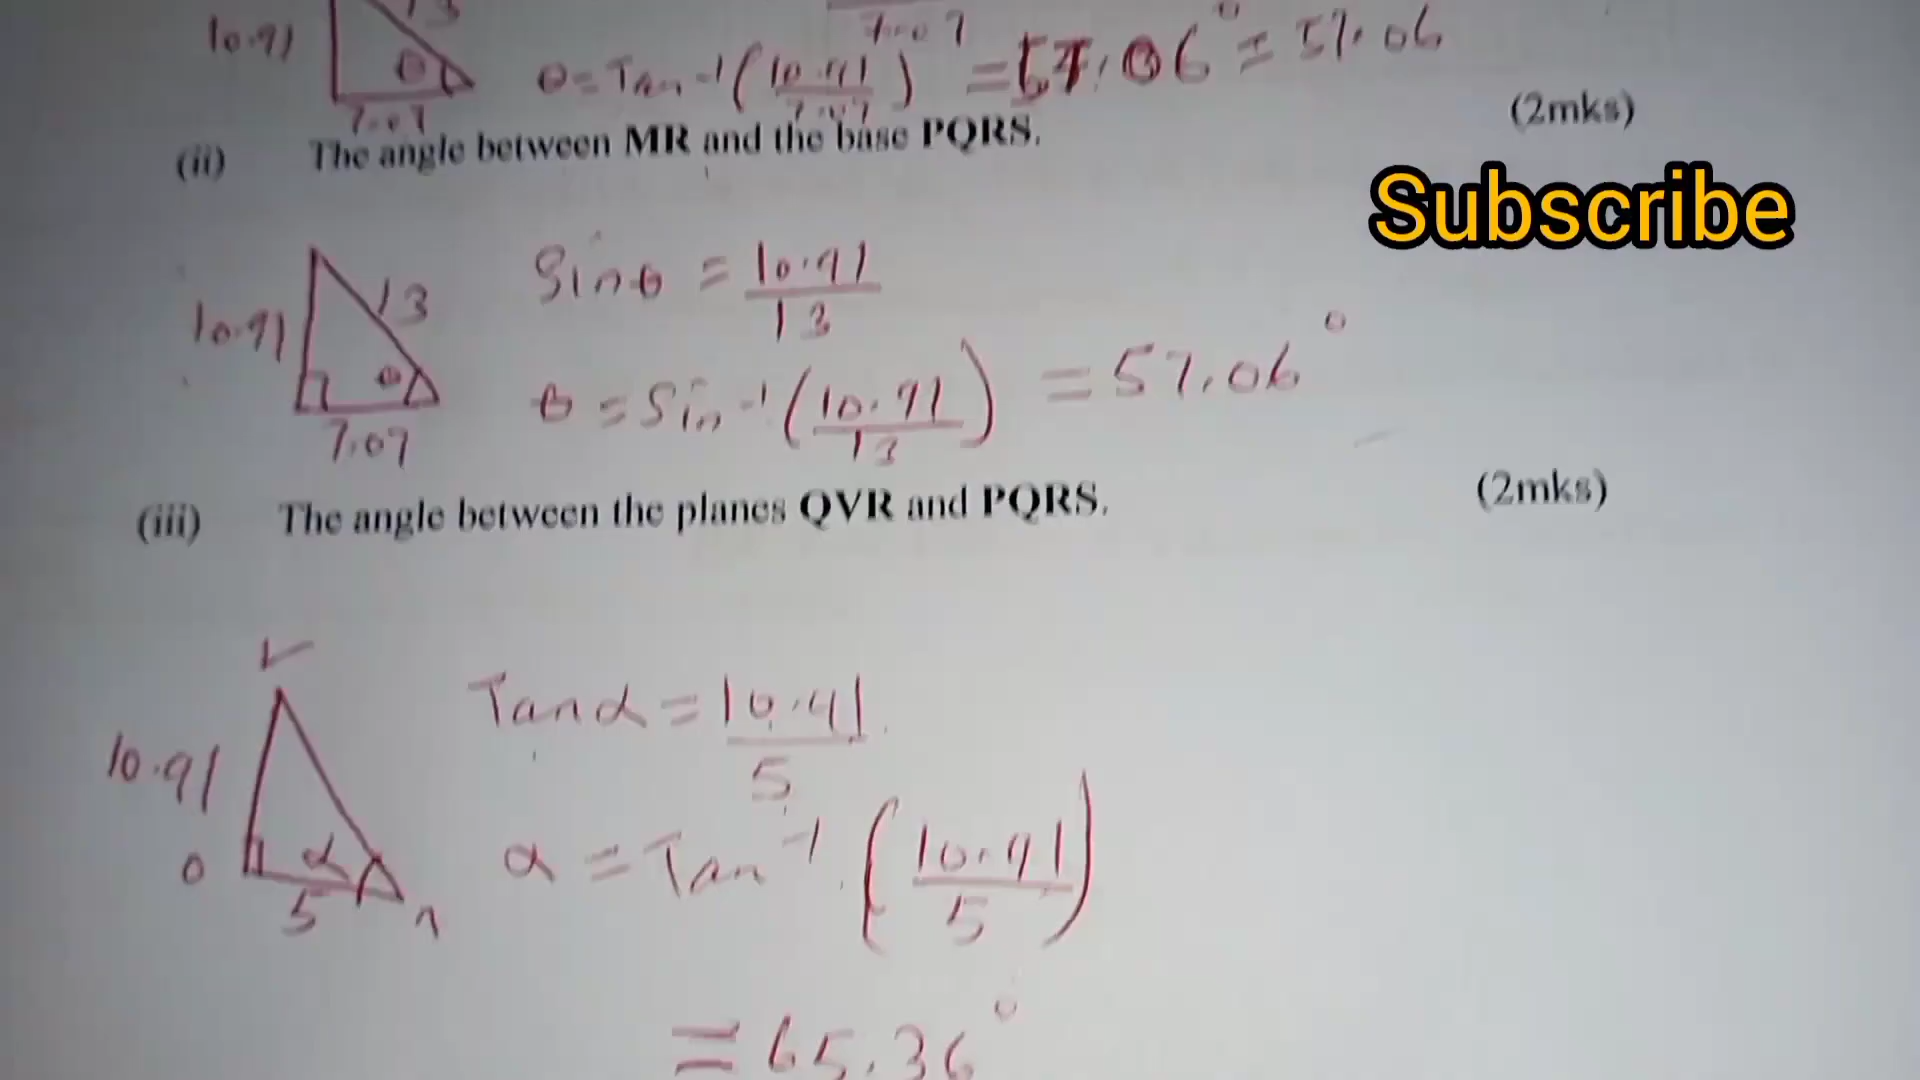 10.91 13 θ 7.07
7.07
θ = Tan⁻¹ (10.91/7.07) = 57.06° = 57.06
(ii) The angle between MR and the base PQRS. (2mks)
Subscribe
10.91 13 θ 7.07
Sinθ = 10.91/13
θ = Sin⁻¹ (10.91/13) = 57.06°
(iii) The angle between the planes QVR and PQRS. (2mks)
V
10.91
O α 5
Tanα = 10.91/5
α = Tan⁻¹ (10.91/5)
= 65.36°